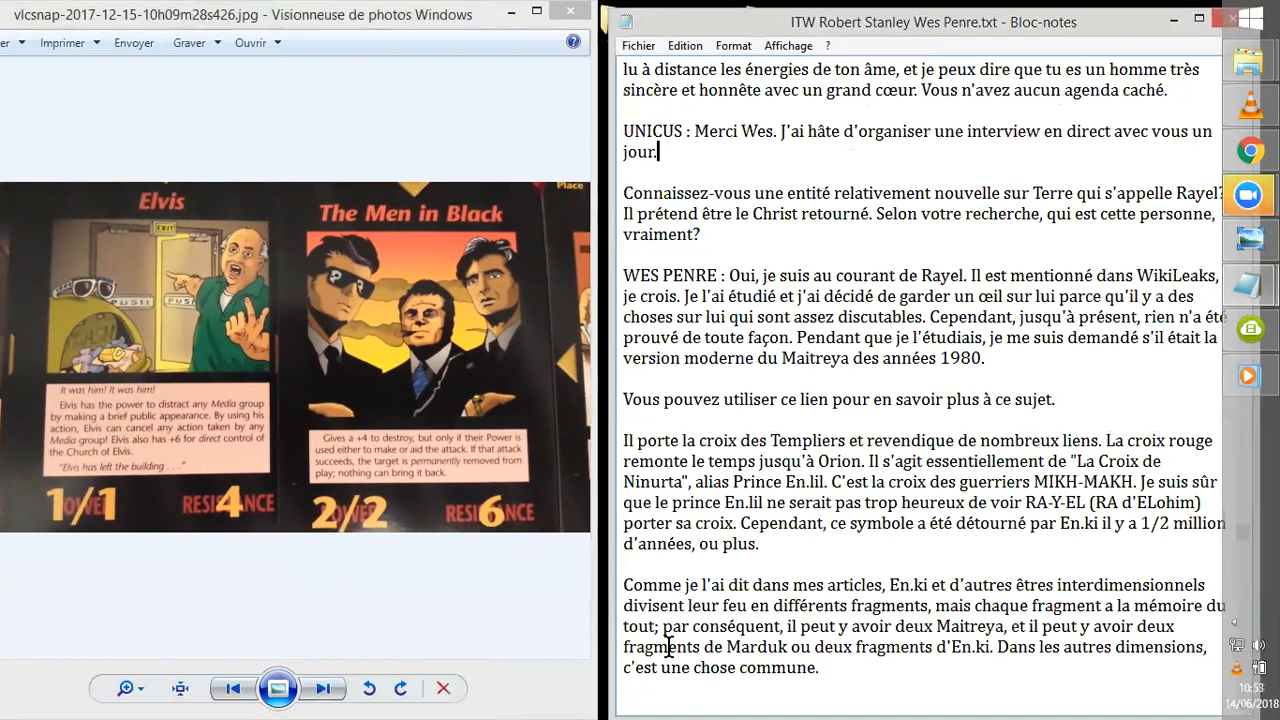 vlcsnap-2017-12-15-10h09m28s426.jpg - Visionneuse de photos Windows
Imprimer
Envoyer
Graver
Ouvrir
Elvis
EXIT
PUSH
PUSH
It was him! It was him!
Elvis has the power to distract any Media group
by making a brief public appearance. By using his
action, Elvis can cancel any action taken by any
Media group! Elvis also has +6 for direct control of
the Church of Elvis.
"Elvis has left the building . . ."
1/1
POWER
RESISTANCE
4
Place
The Men in Black
Gives a +4 to destroy, but only if their Power is
used either to make or aid the attack. If that attack
succeeds, the target is permanently removed from
play; nothing can bring it back.
2/2
POWER
RESISTANCE
6
ITW Robert Stanley Wes Penre.txt - Bloc-notes
Fichier Edition Format Affichage ?
lu à distance les énergies de ton âme, et je peux dire que tu es un homme très
sincère et honnête avec un grand cœur. Vous n'avez aucun agenda caché.
UNICUS : Merci Wes. J'ai hâte d'organiser une interview en direct avec vous un
jour.
Connaissez-vous une entité relativement nouvelle sur Terre qui s'appelle Rayel?
Il prétend être le Christ retourné. Selon votre recherche, qui est cette personne,
vraiment?
WES PENRE : Oui, je suis au courant de Rayel. Il est mentionné dans WikiLeaks,
je crois. Je l'ai étudié et j'ai décidé de garder un œil sur lui parce qu'il y a des
choses sur lui qui sont assez discutables. Cependant, jusqu'à présent, rien n'a été
prouvé de toute façon. Pendant que je l'étudiais, je me suis demandé s'il était la
version moderne du Maitreya des années 1980.
Vous pouvez utiliser ce lien pour en savoir plus à ce sujet.
Il porte la croix des Templiers et revendique de nombreux liens. La croix rouge
remonte le temps jusqu'à Orion. Il s'agit essentiellement de "La Croix de
Ninurta", alias Prince En.lil. C'est la croix des guerriers MIKH-MAKH. Je suis sûr
que le prince En.lil ne serait pas trop heureux de voir RA-Y-EL (RA d'ELohim)
porter sa croix. Cependant, ce symbole a été détourné par En.ki il y a 1/2 million
d'années, ou plus.
Comme je l'ai dit dans mes articles, En.ki et d'autres êtres interdimensionnels
divisent leur feu en différents fragments, mais chaque fragment a la mémoire du
tout; par conséquent, il peut y avoir deux Maitreya, et il peut y avoir deux
fragments de Marduk ou deux fragments d'En.ki. Dans les autres dimensions,
c'est une chose commune.
10:53
14/06/2018